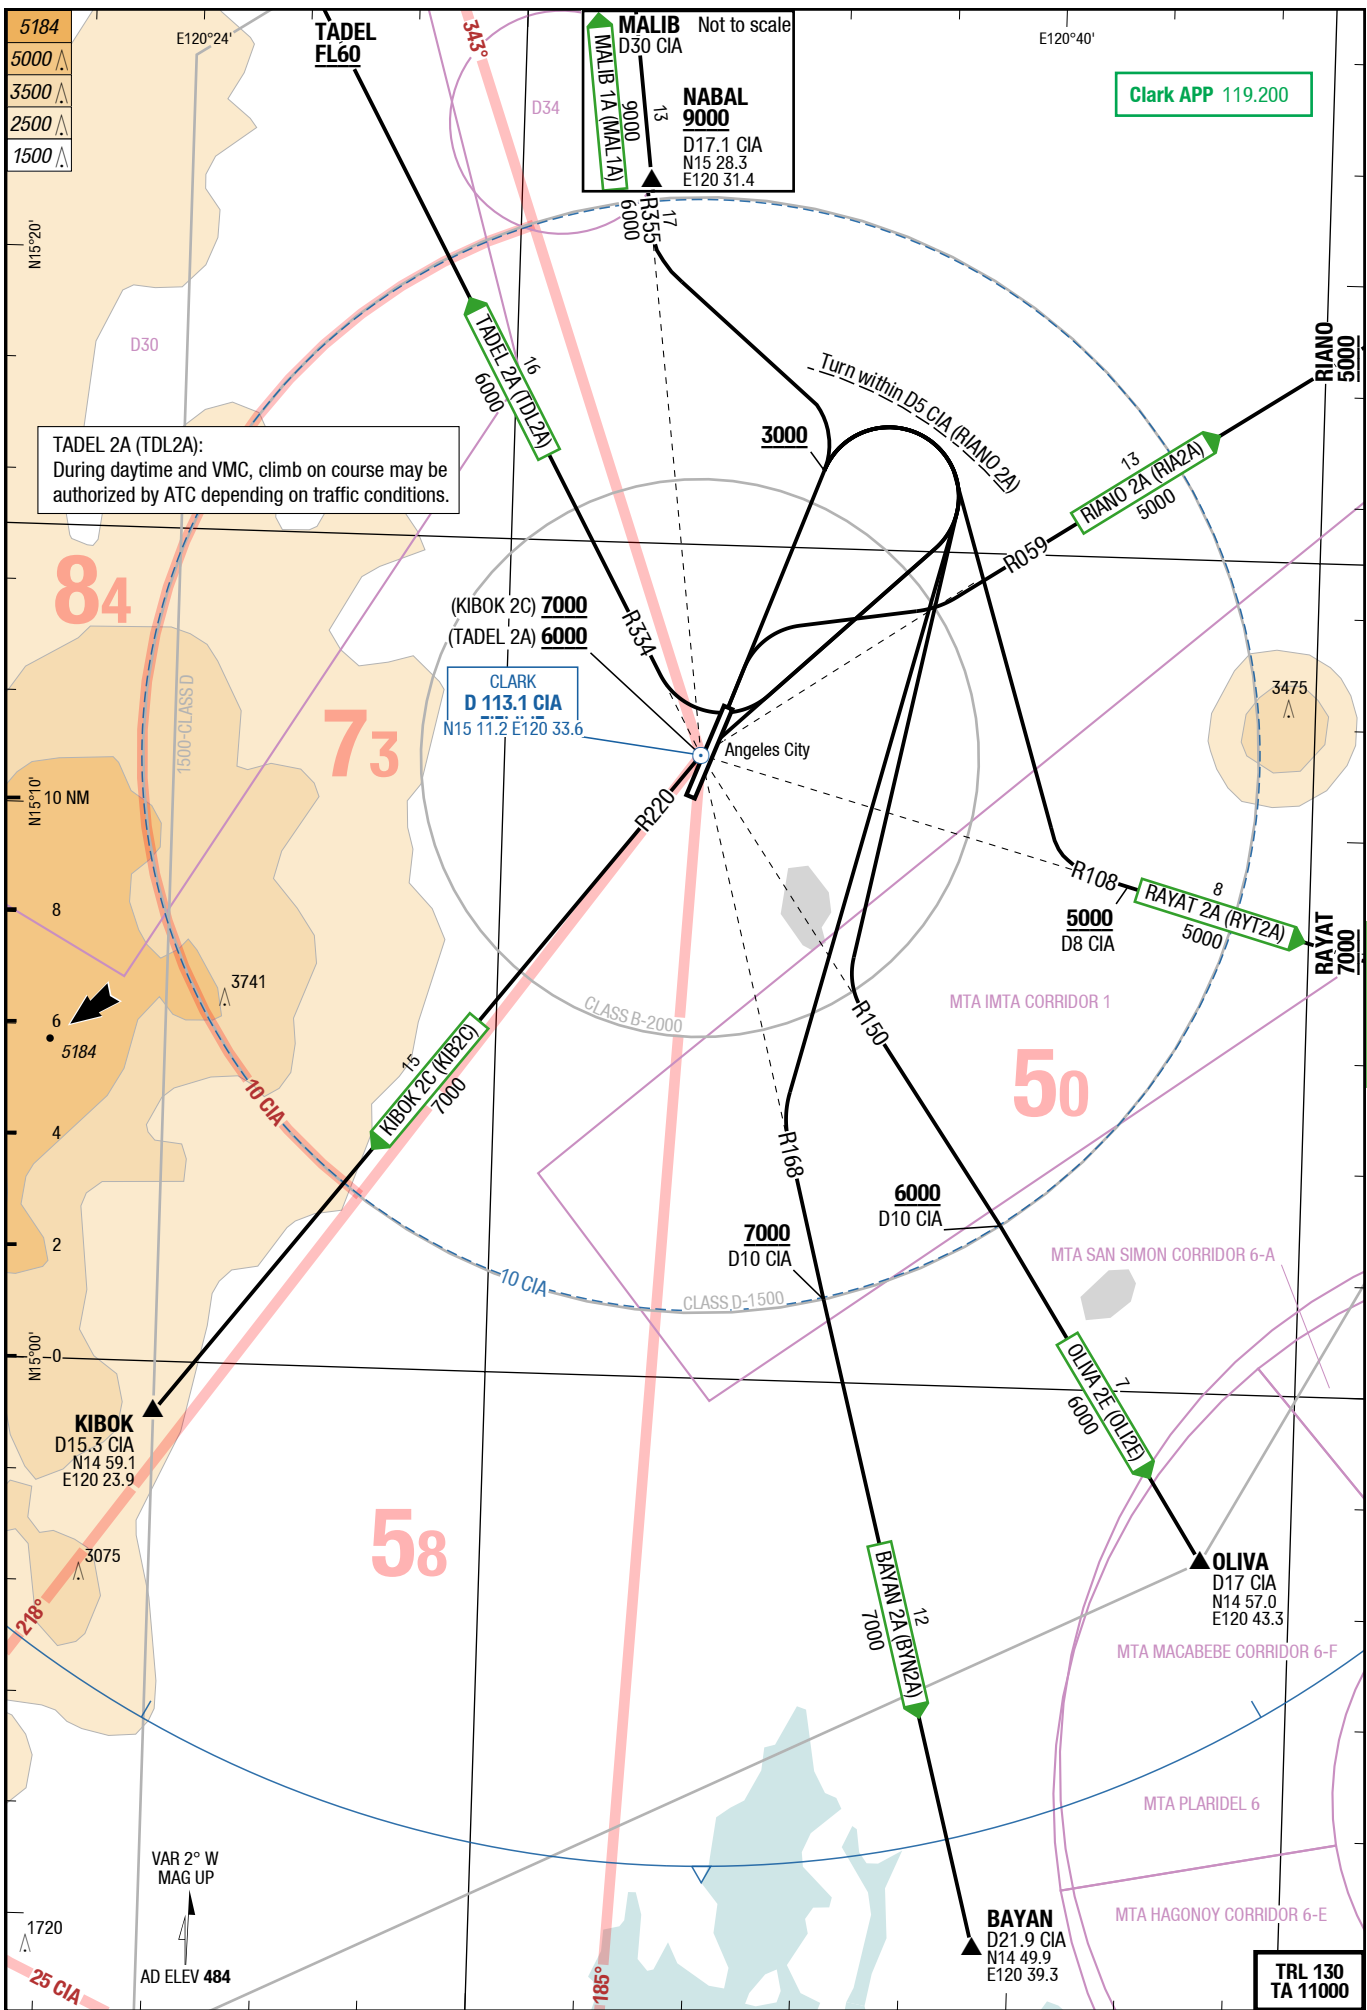 5184
5000
3500
2500
1500
E120°24'
TADEL
FL60
343°
D34
MALIB
D30 CIA
Not to scale
MALIB 1A (MAL1A)
9000
13
NABAL
9000
D17.1 CIA
N15 28.3
E120 31.4
E120°40'
Clark APP 119.200
R355
17
6000
N15°20'
D30
TADEL 2A (TDL2A)
16
6000
Turn within D5 CIA (RIANO 2A)
3000
RIANO
5000
RIANO 2A (RIA2A)
13
5000
R059
TADEL 2A (TDL2A):
During daytime and VMC, climb on course may be
authorized by ATC depending on traffic conditions.
84
(KIBOK 2C) 7000
(TADEL 2A) 6000
R334
CLARK
D 113.1 CIA
N15 11.2 E120 33.6
73
1500-CLASS D
3475
Angeles City
N15°10'
10 NM
R220
8
R108
5000
D8 CIA
RAYAT 2A (RYT2A)
8
5000
RAYAT
7000
3741
6
5184
CLASS B-2000
MTA IMTA CORRIDOR 1
R150
50
10 CIA
KIBOK 2C (KIB2C)
15
7000
4
R168
6000
D10 CIA
7000
D10 CIA
2
MTA SAN SIMON CORRIDOR 6-A
10 CIA
CLASS D-1500
N15°00'
0
OLIVA 2E (OLI2E)
7
6000
KIBOK
D15.3 CIA
N14 59.1
E120 23.9
58
3075
218°
OLIVA
D17 CIA
N14 57.0
E120 43.3
BAYAN 2A (BYN2A)
12
7000
MTA MACABEBE CORRIDOR 6-F
MTA PLARIDEL 6
VAR 2° W
MAG UP
MTA HAGONOY CORRIDOR 6-E
1720
BAYAN
D21.9 CIA
N14 49.9
E120 39.3
25 CIA
AD ELEV 484
185°
TRL 130
TA 11000